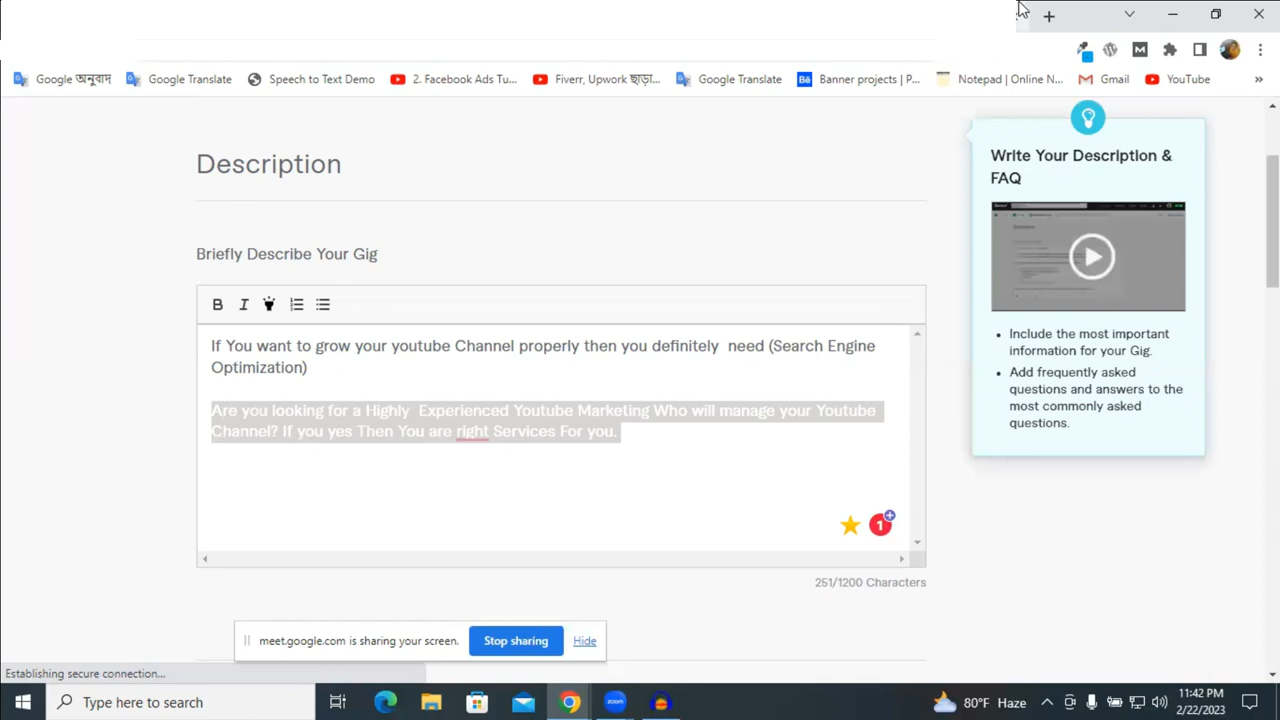 Google অনুবাদ
Google Translate
Speech to Text Demo
2. Facebook Ads Tu...
Fiverr, Upwork ছাড়া...
Google Translate
Bē
Banner projects | P...
Notepad | Online N...
Gmail
YouTube
»
Description
Briefly Describe Your Gig
B I
If You want to grow your youtube Channel properly then you definitely  need (Search Engine
Optimization)
Are you looking for a Highly  Experienced Youtube Marketing Who will manage your Youtube
Channel? If you yes Then You are right Services For you.
1
251/1200 Characters
Write Your Description &
FAQ
Include the most important
information for your Gig.
Add frequently asked
questions and answers to the
most commonly asked
questions.
meet.google.com is sharing your screen.
Stop sharing
Hide
Establishing secure connection...
Type here to search
zoom
80°F Haze
11:42 PM
2/22/2023